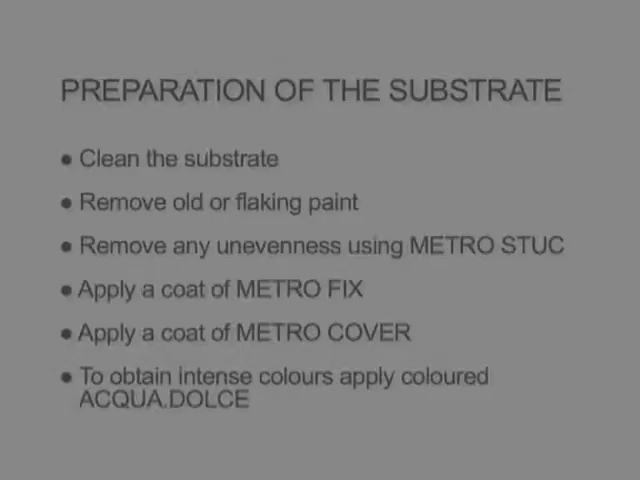 PREPARATION OF THE SUBSTRATE
● Clean the substrate
● Remove old or flaking paint
● Remove any unevenness using METRO STUC
● Apply a coat of METRO FIX
● Apply a coat of METRO COVER
● To obtain intense colours apply coloured
ACQUA.DOLCE